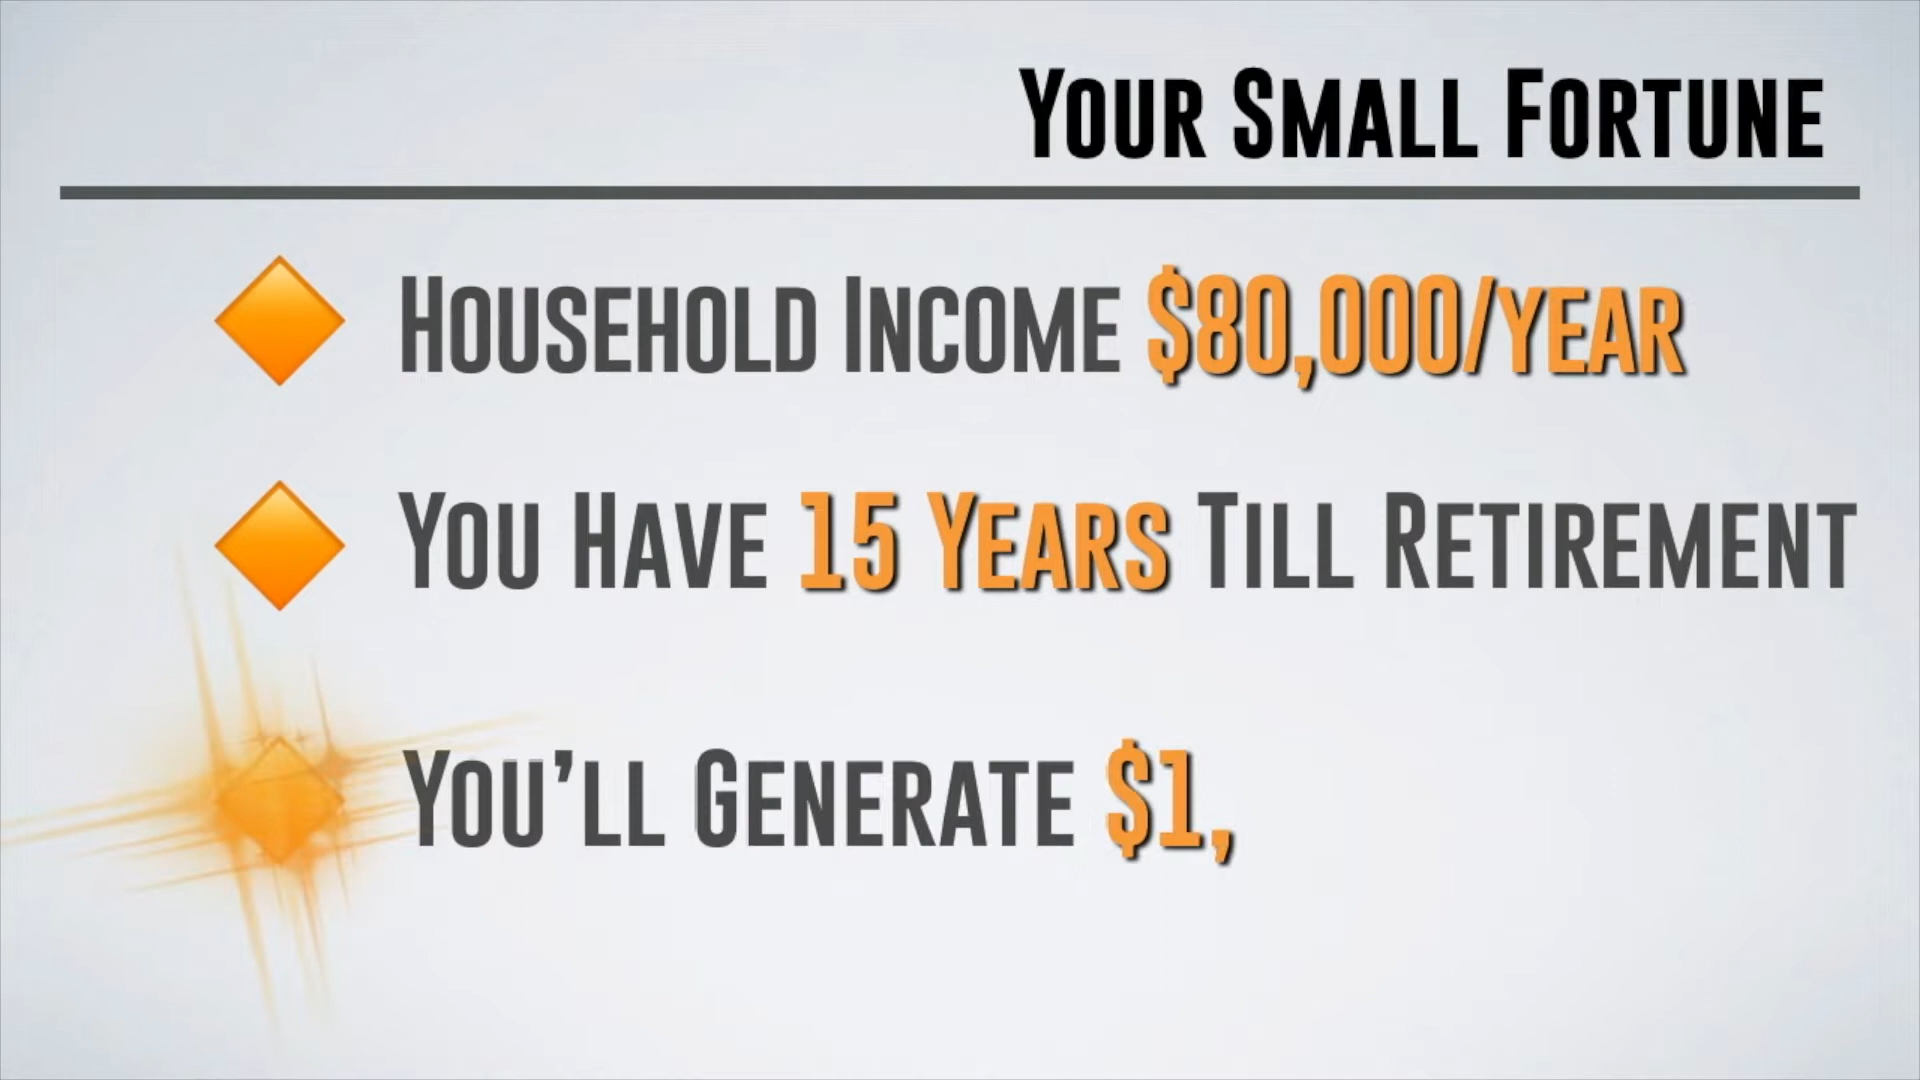 Your Small Fortune
Household Income $80,000/year
You Have 15 Years Till Retirement
You'll Generate $1,